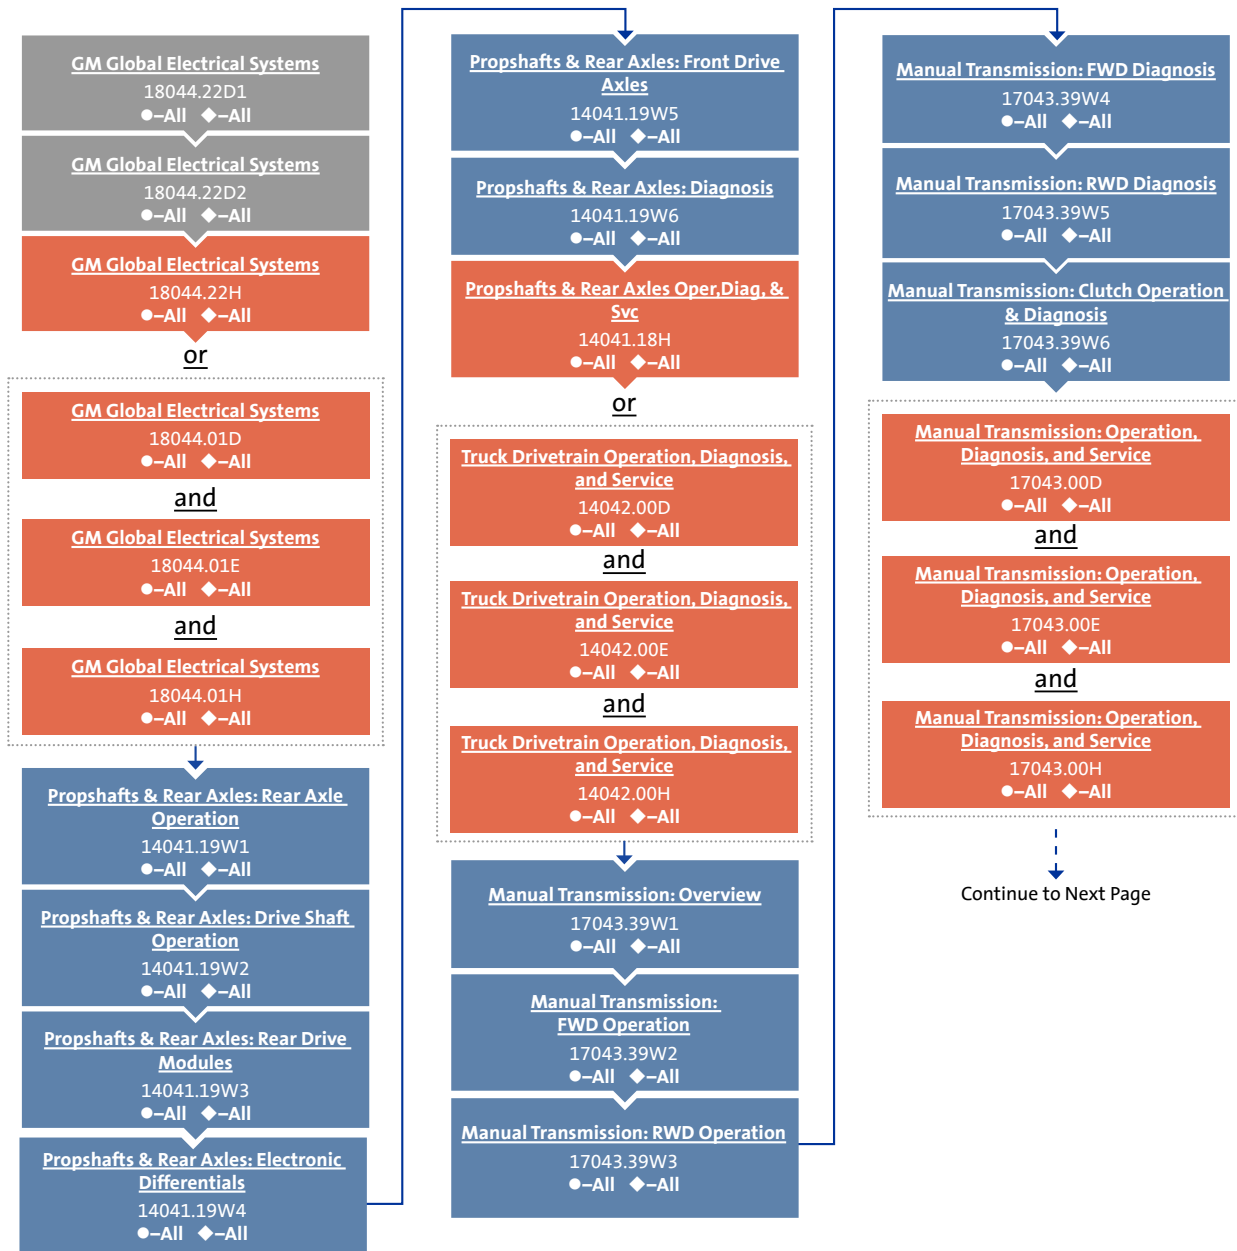 GM Global Electrical Systems
18044.22D1
●–All ◆–All
GM Global Electrical Systems
18044.22D2
●–All ◆–All
GM Global Electrical Systems
18044.22H
●–All ◆–All
or
GM Global Electrical Systems
18044.01D
●–All ◆–All
and
GM Global Electrical Systems
18044.01E
●–All ◆–All
and
GM Global Electrical Systems
18044.01H
●–All ◆–All
Propshafts & Rear Axles: Rear Axle
Operation
14041.19W1
●–All ◆–All
Propshafts & Rear Axles: Drive Shaft
Operation
14041.19W2
●–All ◆–All
Propshafts & Rear Axles: Rear Drive
Modules
14041.19W3
●–All ◆–All
Propshafts & Rear Axles: Electronic
Differentials
14041.19W4
●–All ◆–All
Propshafts & Rear Axles: Front Drive
Axles
14041.19W5
●–All ◆–All
Propshafts & Rear Axles: Diagnosis
14041.19W6
●–All ◆–All
Propshafts & Rear Axles Oper,Diag, &
Svc
14041.18H
●–All ◆–All
or
Truck Drivetrain Operation, Diagnosis,
and Service
14042.00D
●–All ◆–All
and
Truck Drivetrain Operation, Diagnosis,
and Service
14042.00E
●–All ◆–All
and
Truck Drivetrain Operation, Diagnosis,
and Service
14042.00H
●–All ◆–All
Manual Transmission: Overview
17043.39W1
●–All ◆–All
Manual Transmission:
FWD Operation
17043.39W2
●–All ◆–All
Manual Transmission: RWD Operation
17043.39W3
●–All ◆–All
Manual Transmission: FWD Diagnosis
17043.39W4
●–All ◆–All
Manual Transmission: RWD Diagnosis
17043.39W5
●–All ◆–All
Manual Transmission: Clutch Operation
& Diagnosis
17043.39W6
●–All ◆–All
Manual Transmission: Operation,
Diagnosis, and Service
17043.00D
●–All ◆–All
and
Manual Transmission: Operation,
Diagnosis, and Service
17043.00E
●–All ◆–All
and
Manual Transmission: Operation,
Diagnosis, and Service
17043.00H
●–All ◆–All
Continue to Next Page